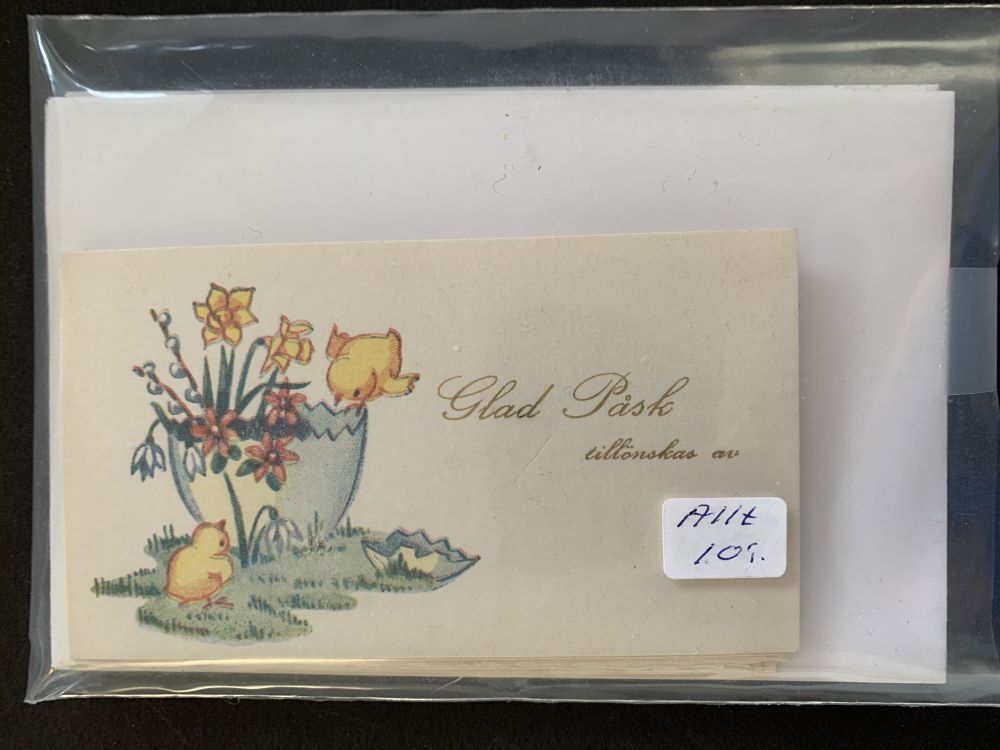 Glad Påsk
tillönskas av
Allt
10:.